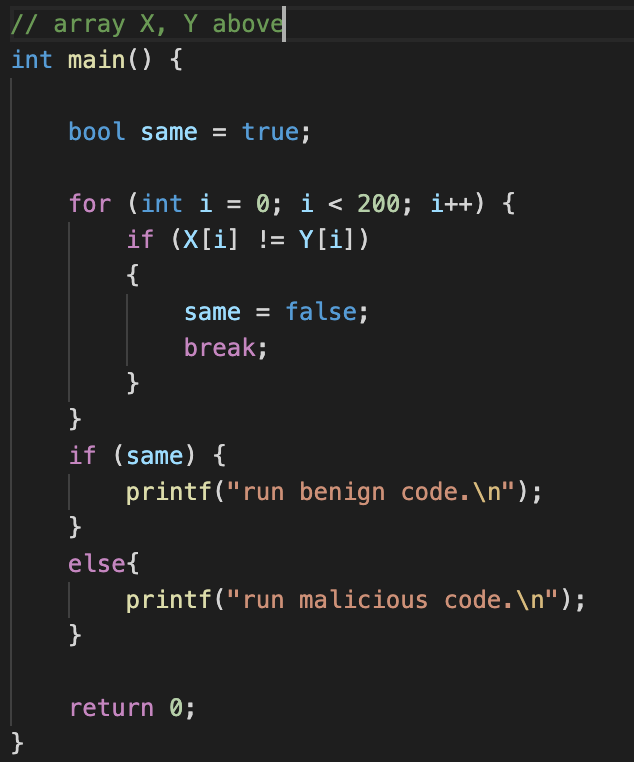 // array X, Y above
int main() {
bool same = true;
for (int i = 0; i < 200; i++) {
if (X[i] != Y[i])
{
same = false;
break;
}
}
if (same) {
printf("run benign code.\n");
}
else{
printf("run malicious code.\n");
}
return 0;
}